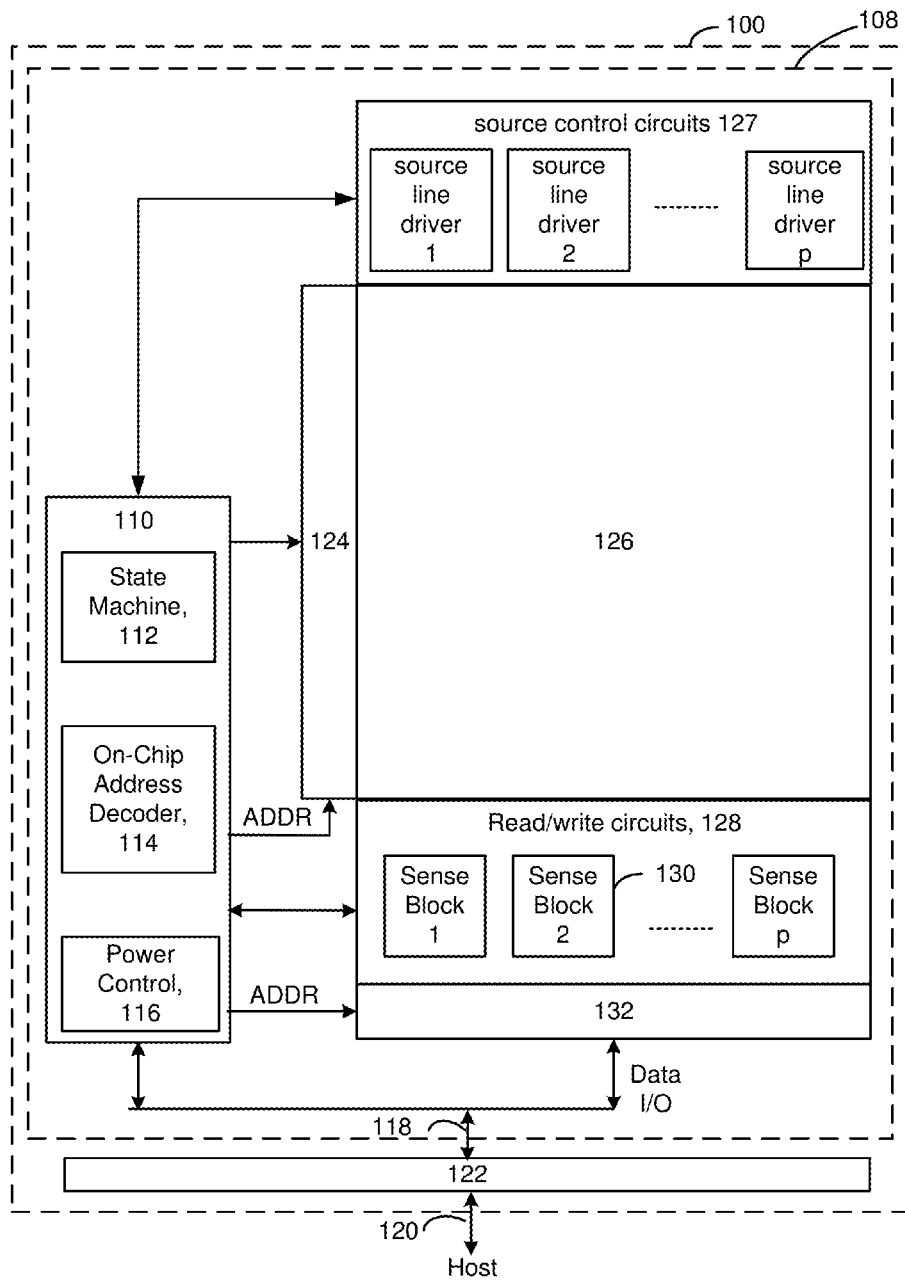 100
108
source control circuits 127
source
line
driver
1
source
line
driver
2
source
line
driver
p
110
State
Machine,
112
On-Chip
Address
Decoder,
114
Power
Control,
116
124
126
ADDR
Read/write circuits, 128
Sense
Block
1
Sense
Block
2
130
Sense
Block
p
ADDR
132
Data
I/O
118
122
120
Host